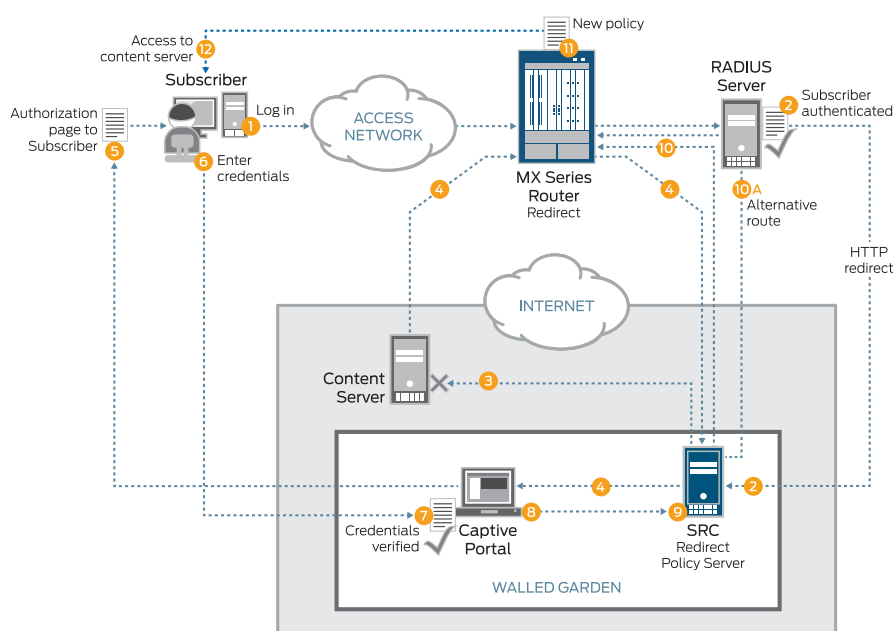 New policy
11
Access to
content server
12
Subscriber
RADIUS
Server
2
Subscriber
authenticated
Authorization
page to
Subscriber
5
Log in
1
ACCESS
NETWORK
6
Enter
credentials
10
4
MX Series
Router
Redirect
4
10A
Alternative
route
HTTP
redirect
INTERNET
Content
Server
3
4
2
7
8
9
Credentials
verified
Captive
Portal
SRC
Redirect
Policy Server
WALLED GARDEN